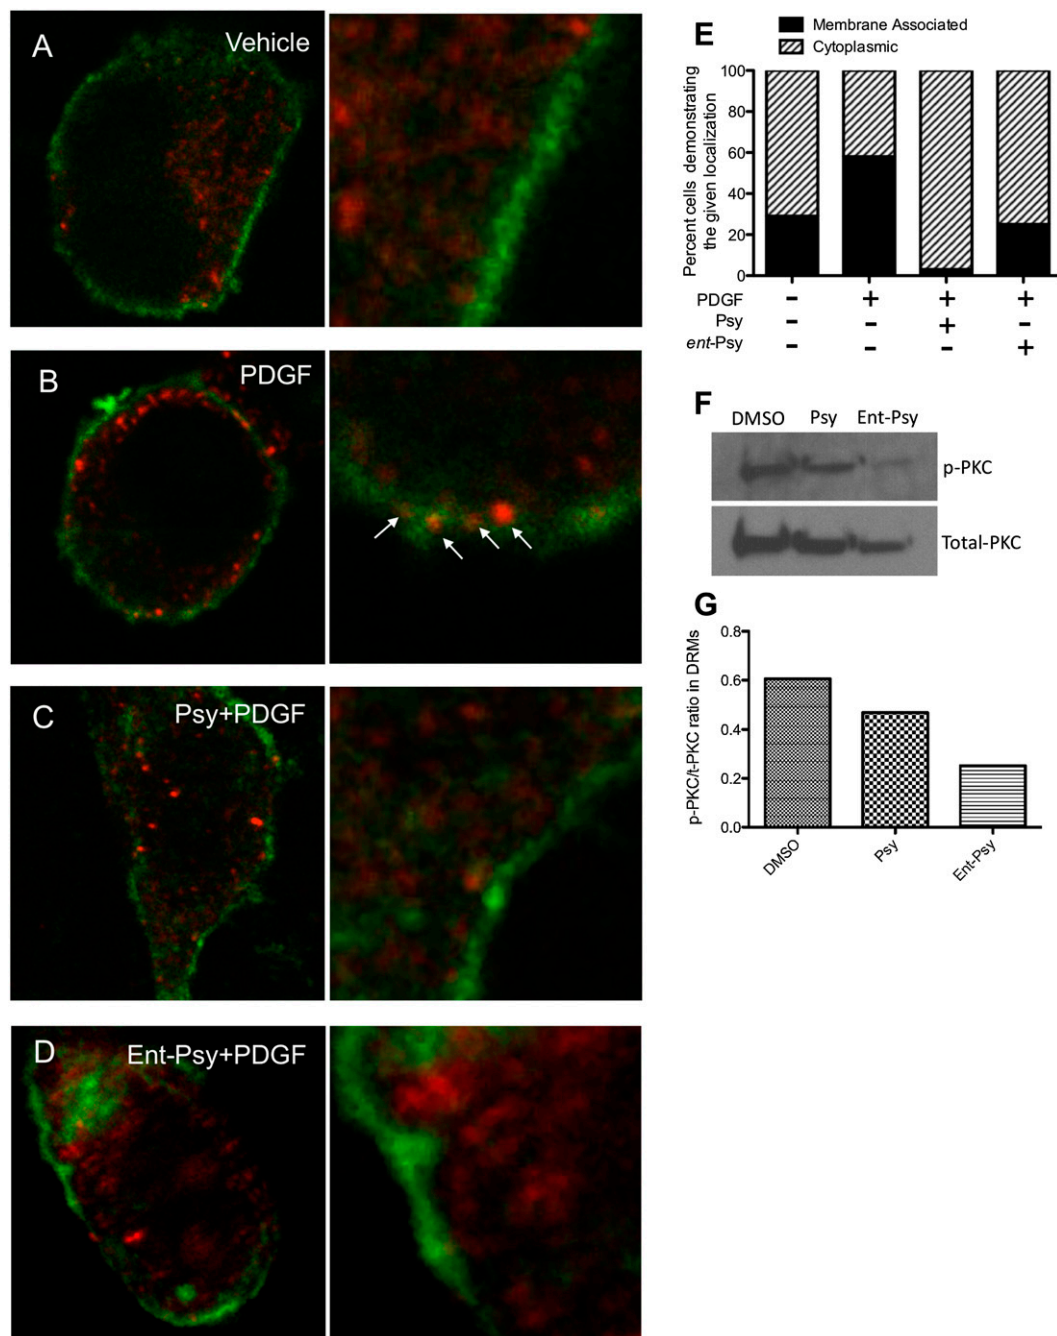 A
Vehicle
B
PDGF
C
Psy+PDGF
D
Ent-Psy+PDGF
E
Membrane Associated
Cytoplasmic
Percent cells demonstrating
the given localization
100
80
60
40
20
0
PDGF - + + +
Psy - - + -
ent-Psy - - - +
F
DMSO Psy Ent-Psy
p-PKC
Total-PKC
G
p-PKC/t-PKC ratio in DRMs
0.8
0.6
0.4
0.2
0.0
DMSO
Psy
Ent-Psy